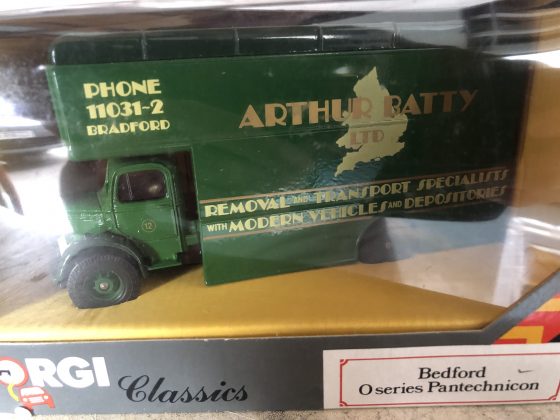 PHONE
11031-2
BRADFORD
ARTHUR BATTY
LTD
REMOVAL AND TRANSPORT SPECIALISTS
WITH MODERN VEHICLES AND DEPOSITORIES
12
ORGI
Classics
Bedford
O series Pantechnicon